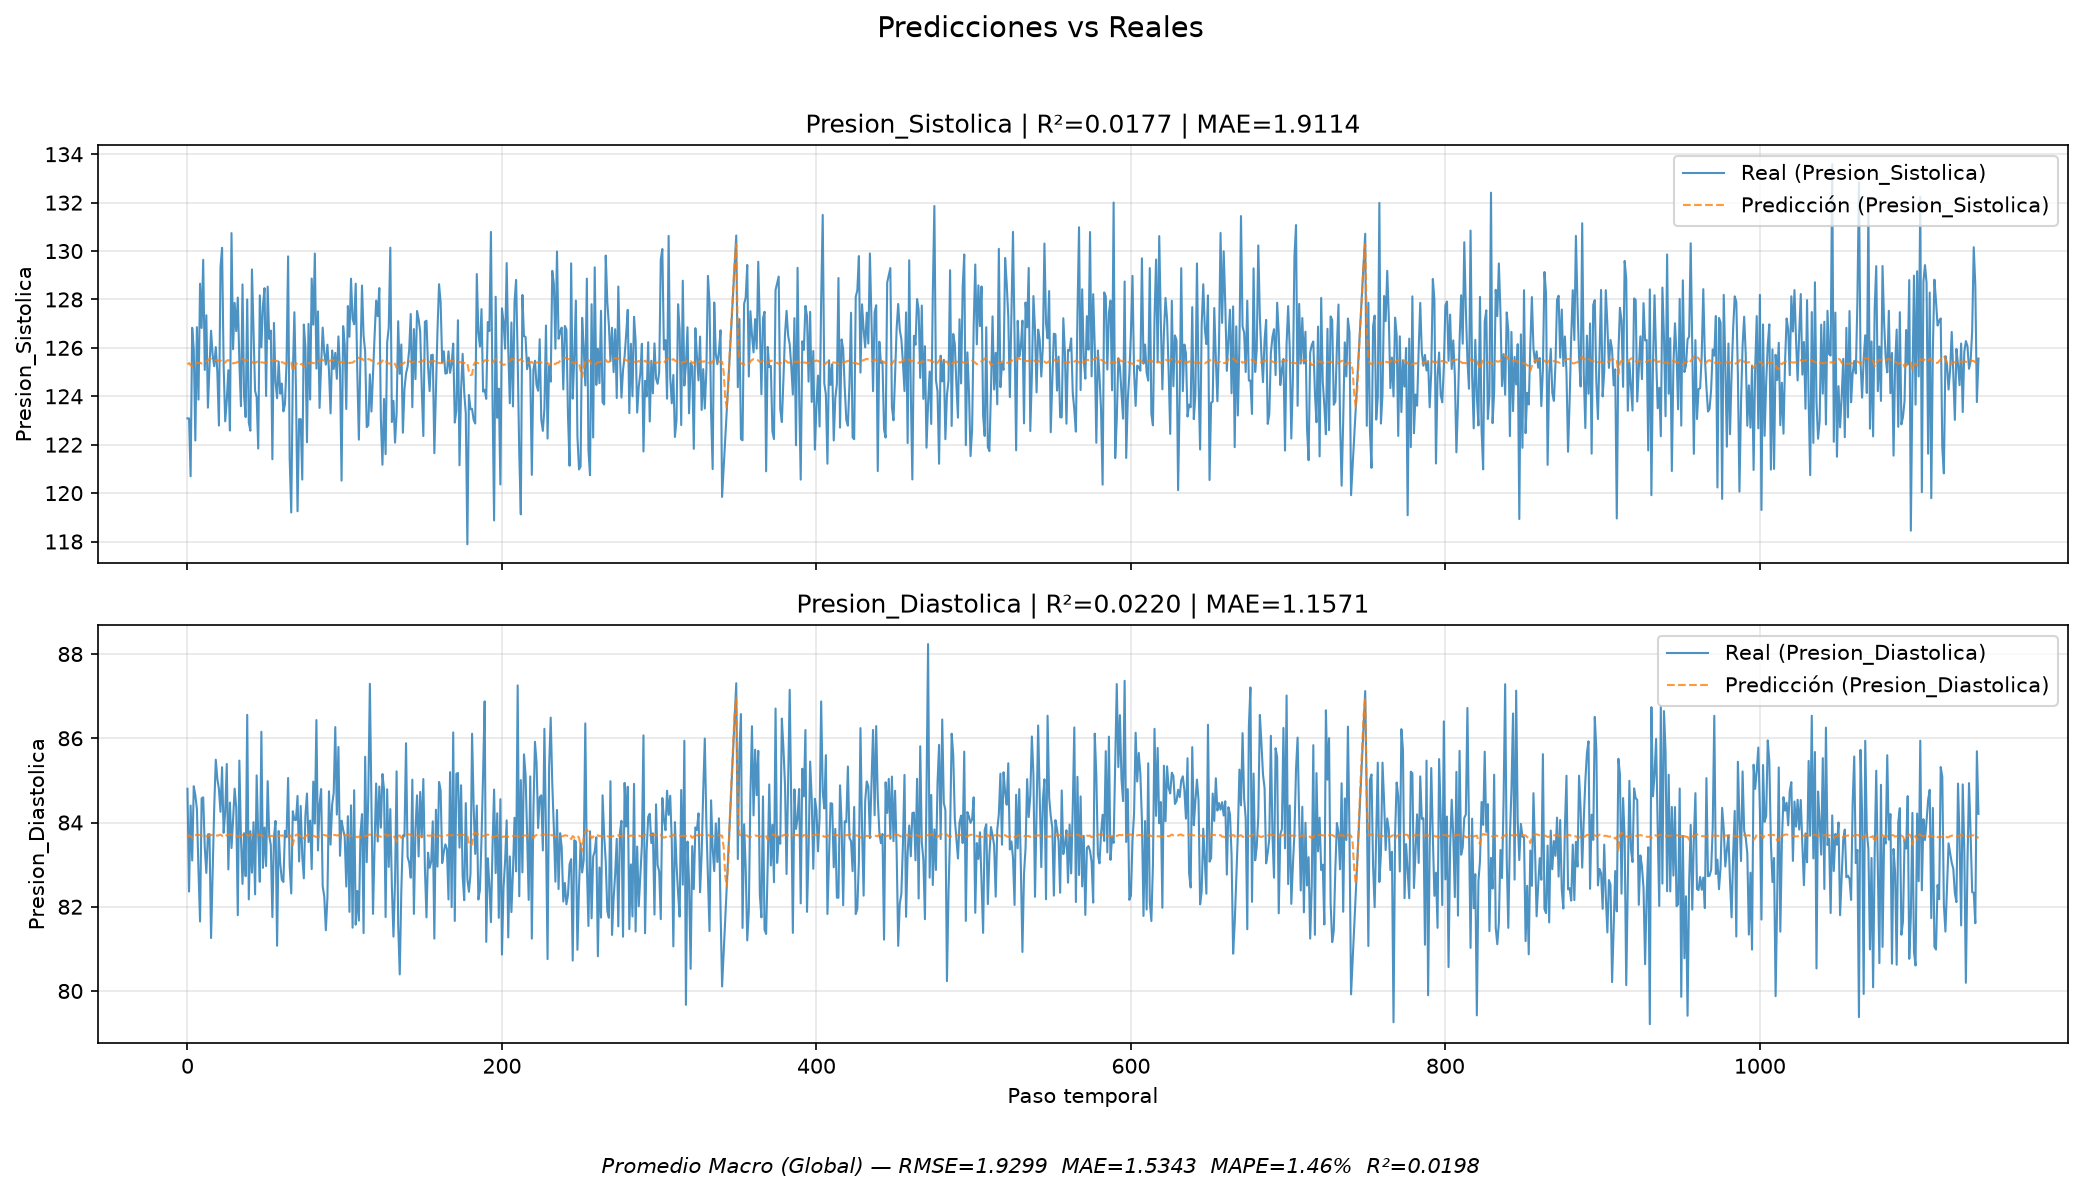 Predicciones vs Reales
Presion_Sistolica | R²=0.0177 | MAE=1.9114
134
132
130
128
126
124
122
120
118
Presion_Sistolica
Real (Presion_Sistolica)
Predicción (Presion_Sistolica)
Presion_Diastolica | R²=0.0220 | MAE=1.1571
88
86
84
82
80
Presion_Diastolica
Real (Presion_Diastolica)
Predicción (Presion_Diastolica)
0 200 400 600 800 1000
Paso temporal
Promedio Macro (Global) — RMSE=1.9299 MAE=1.5343 MAPE=1.46% R²=0.0198